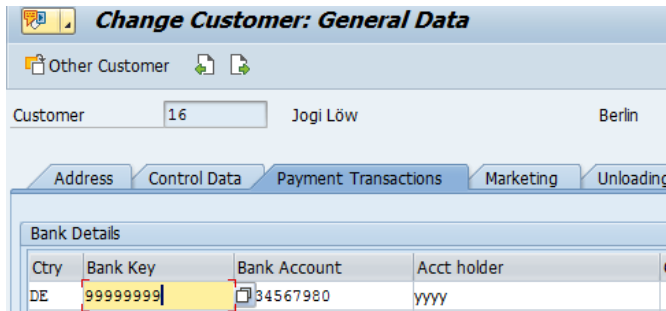 Change Customer: General Data
Other Customer
Customer 16 Jogi Löw Berlin
Address Control Data Payment Transactions Marketing Unloading
Bank Details
Ctry Bank Key Bank Account Acct holder
DE 99999999 34567980 yyyy